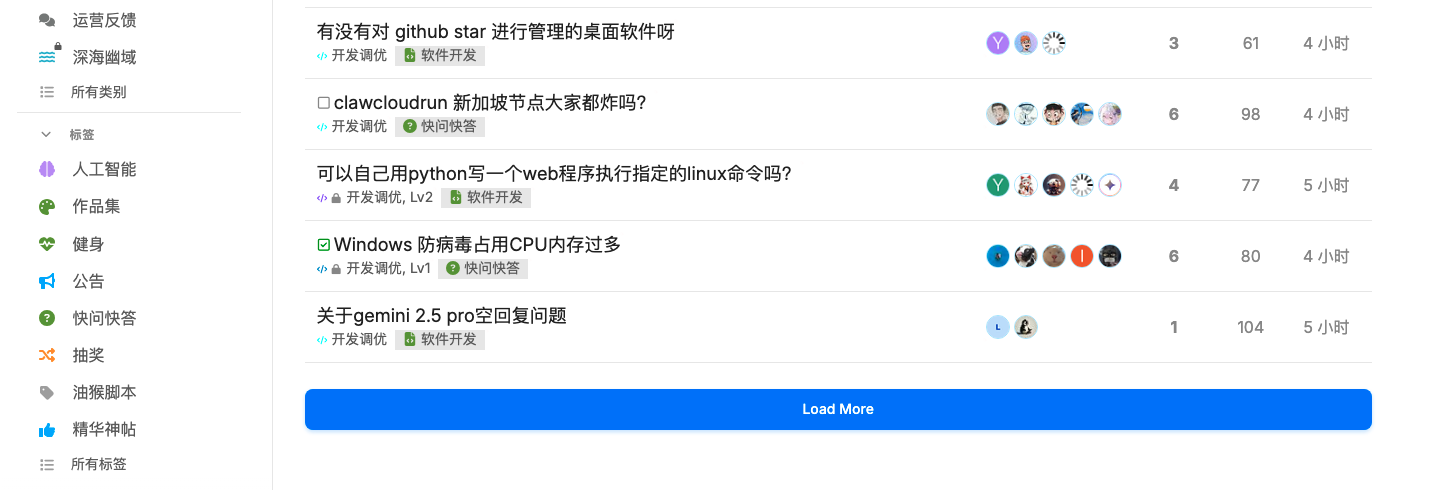 运营反馈
深海幽域
所有类别
标签
人工智能
作品集
健身
公告
快问快答
抽奖
油猴脚本
精华神帖
所有标签
有没有对 github star 进行管理的桌面软件呀
开发调优 软件开发
Y
3 61 4 小时
clawcloudrun 新加坡节点大家都炸吗?
开发调优 快问快答
6 98 4 小时
可以自己用python写一个web程序执行指定的linux命令吗?
开发调优, Lv2 软件开发
Y
4 77 5 小时
Windows 防病毒占用CPU内存过多
开发调优, Lv1 快问快答
I
6 80 4 小时
关于gemini 2.5 pro空回复问题
开发调优 软件开发
L
1 104 5 小时
Load More